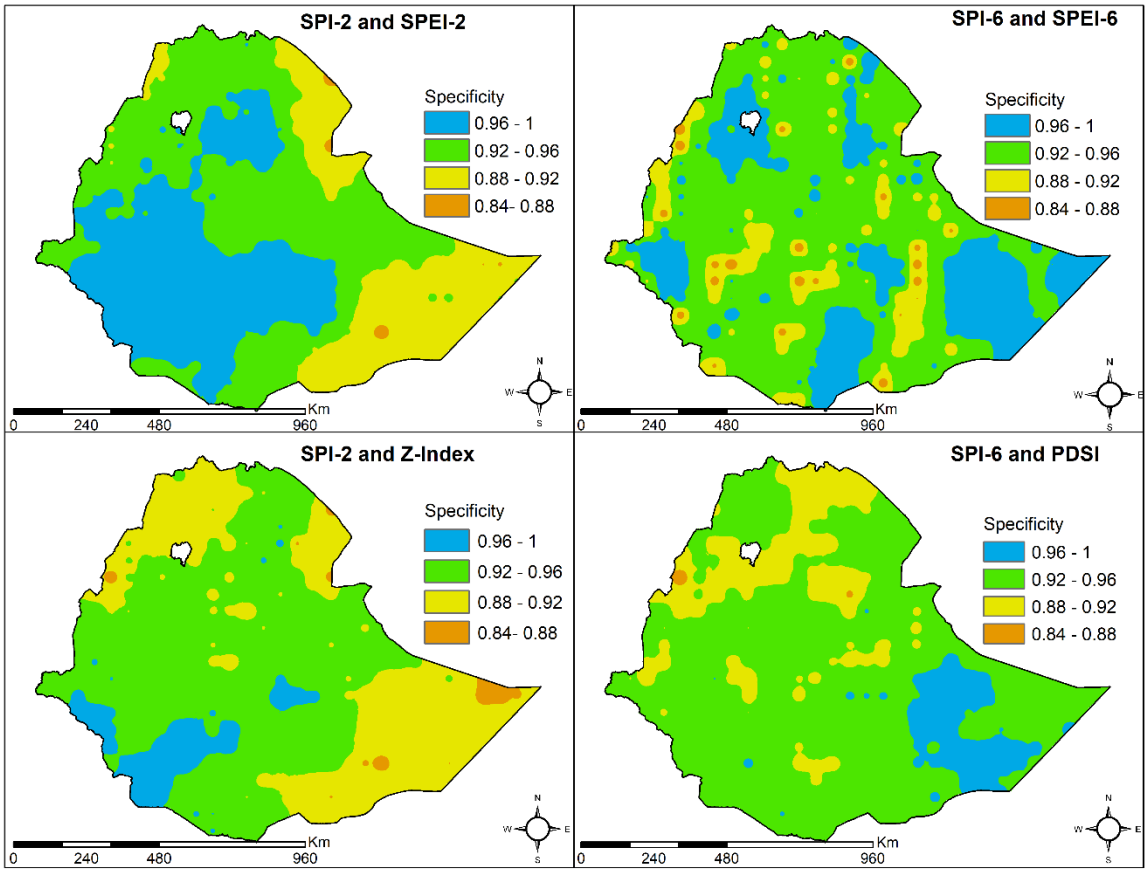 SPI-2 and SPEI-2
Specificity
0.96 - 1
0.92 - 0.96
0.88 - 0.92
0.84- 0.88
N
W E
S
Km
0 240 480 960
SPI-6 and SPEI-6
Specificity
0.96 - 1
0.92 - 0.96
0.88 - 0.92
0.84 - 0.88
N
W E
S
Km
0 240 480 960
SPI-2 and Z-Index
Specificity
0.96 - 1
0.92 - 0.96
0.88 - 0.92
0.84- 0.88
N
W E
S
Km
0 240 480 960
SPI-6 and PDSI
Specificity
0.96 - 1
0.92 - 0.96
0.88 - 0.92
0.84 - 0.88
N
W E
S
Km
0 240 480 960